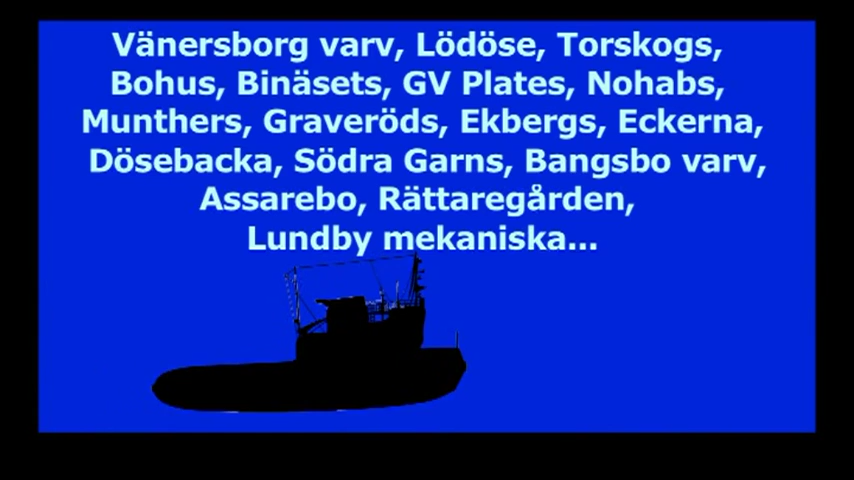 Vänersborg varv, Lödöse, Torskogs,
Bohus, Binäsets, GV Plates, Nohabs,
Munthers, Graveröds, Ekbergs, Eckerna,
Dösebacka, Södra Garns, Bangsbo varv,
Assarebo, Rättaregården,
Lundby mekaniska...